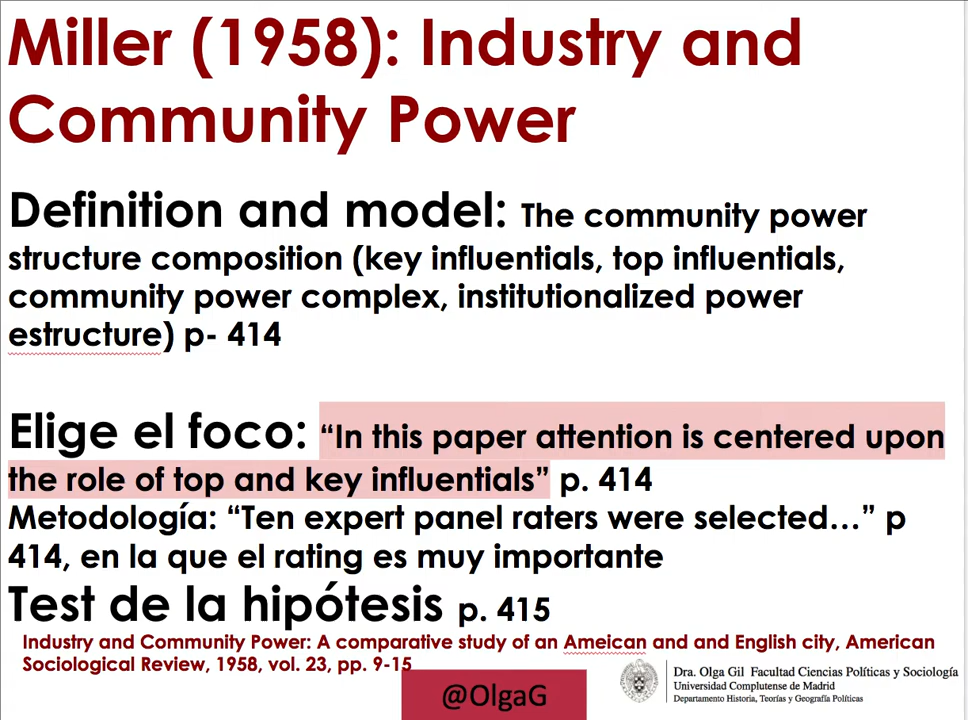 Miller (1958): Industry and
Community Power
Definition and model: The community power
structure composition (key influentials, top influentials,
community power complex, institutionalized power
estructure) p- 414
Elige el foco: “In this paper attention is centered upon
the role of top and key influentials” p. 414
Metodología: “Ten expert panel raters were selected…” p
414, en la que el rating es muy importante
Test de la hipótesis p. 415
Industry and Community Power: A comparative study of an Ameican and and English city, American
Sociological Review, 1958, vol. 23, pp. 9-15
@OlgaG
Dra. Olga Gil Facultad Ciencias Políticas y Sociología
Universidad Complutense de Madrid
Departamento Historia, Teorías y Geografía Políticas